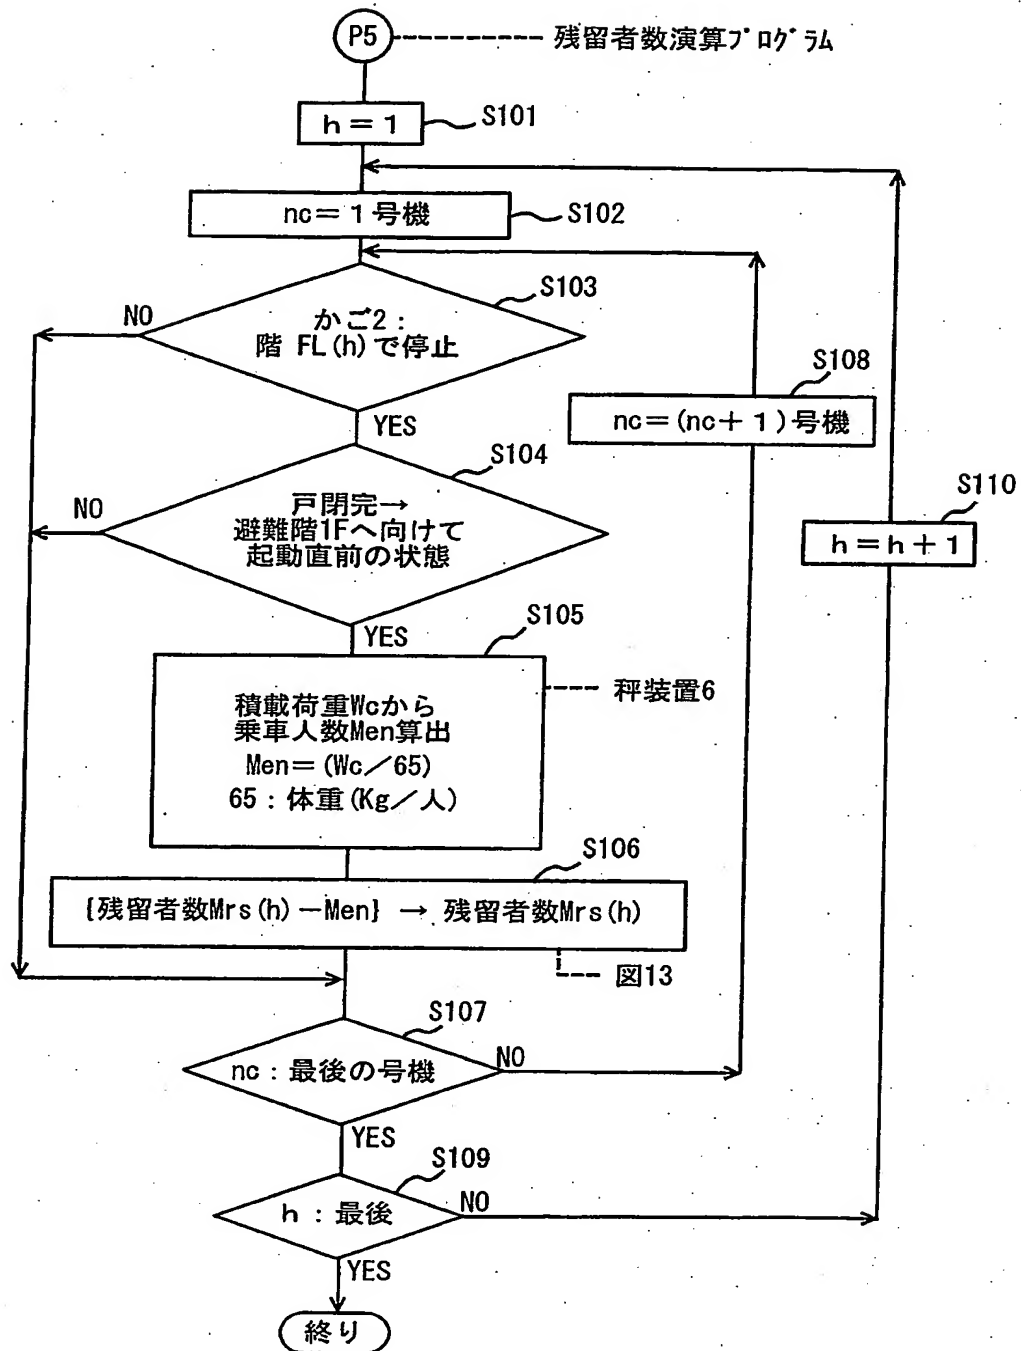 P5
残留者数演算プログラム
h=1
S101
nc=1号機
S102
S103
かご2:
階 FL(h)で停止
NO
YES
S108
nc=(nc+1)号機
S104
戸閉完→
避難階1Fへ向けて
起動直前の状態
NO
YES
S110
h=h+1
S105
積載荷重Wcから
乗車人数Men算出
Men=(Wc/65)
65:体重(Kg/人)
秤装置6
S106
{残留者数Mrs(h)-Men} → 残留者数Mrs(h)
図13
S107
nc:最後の号機
NO
YES
S109
h:最後
NO
YES
終り